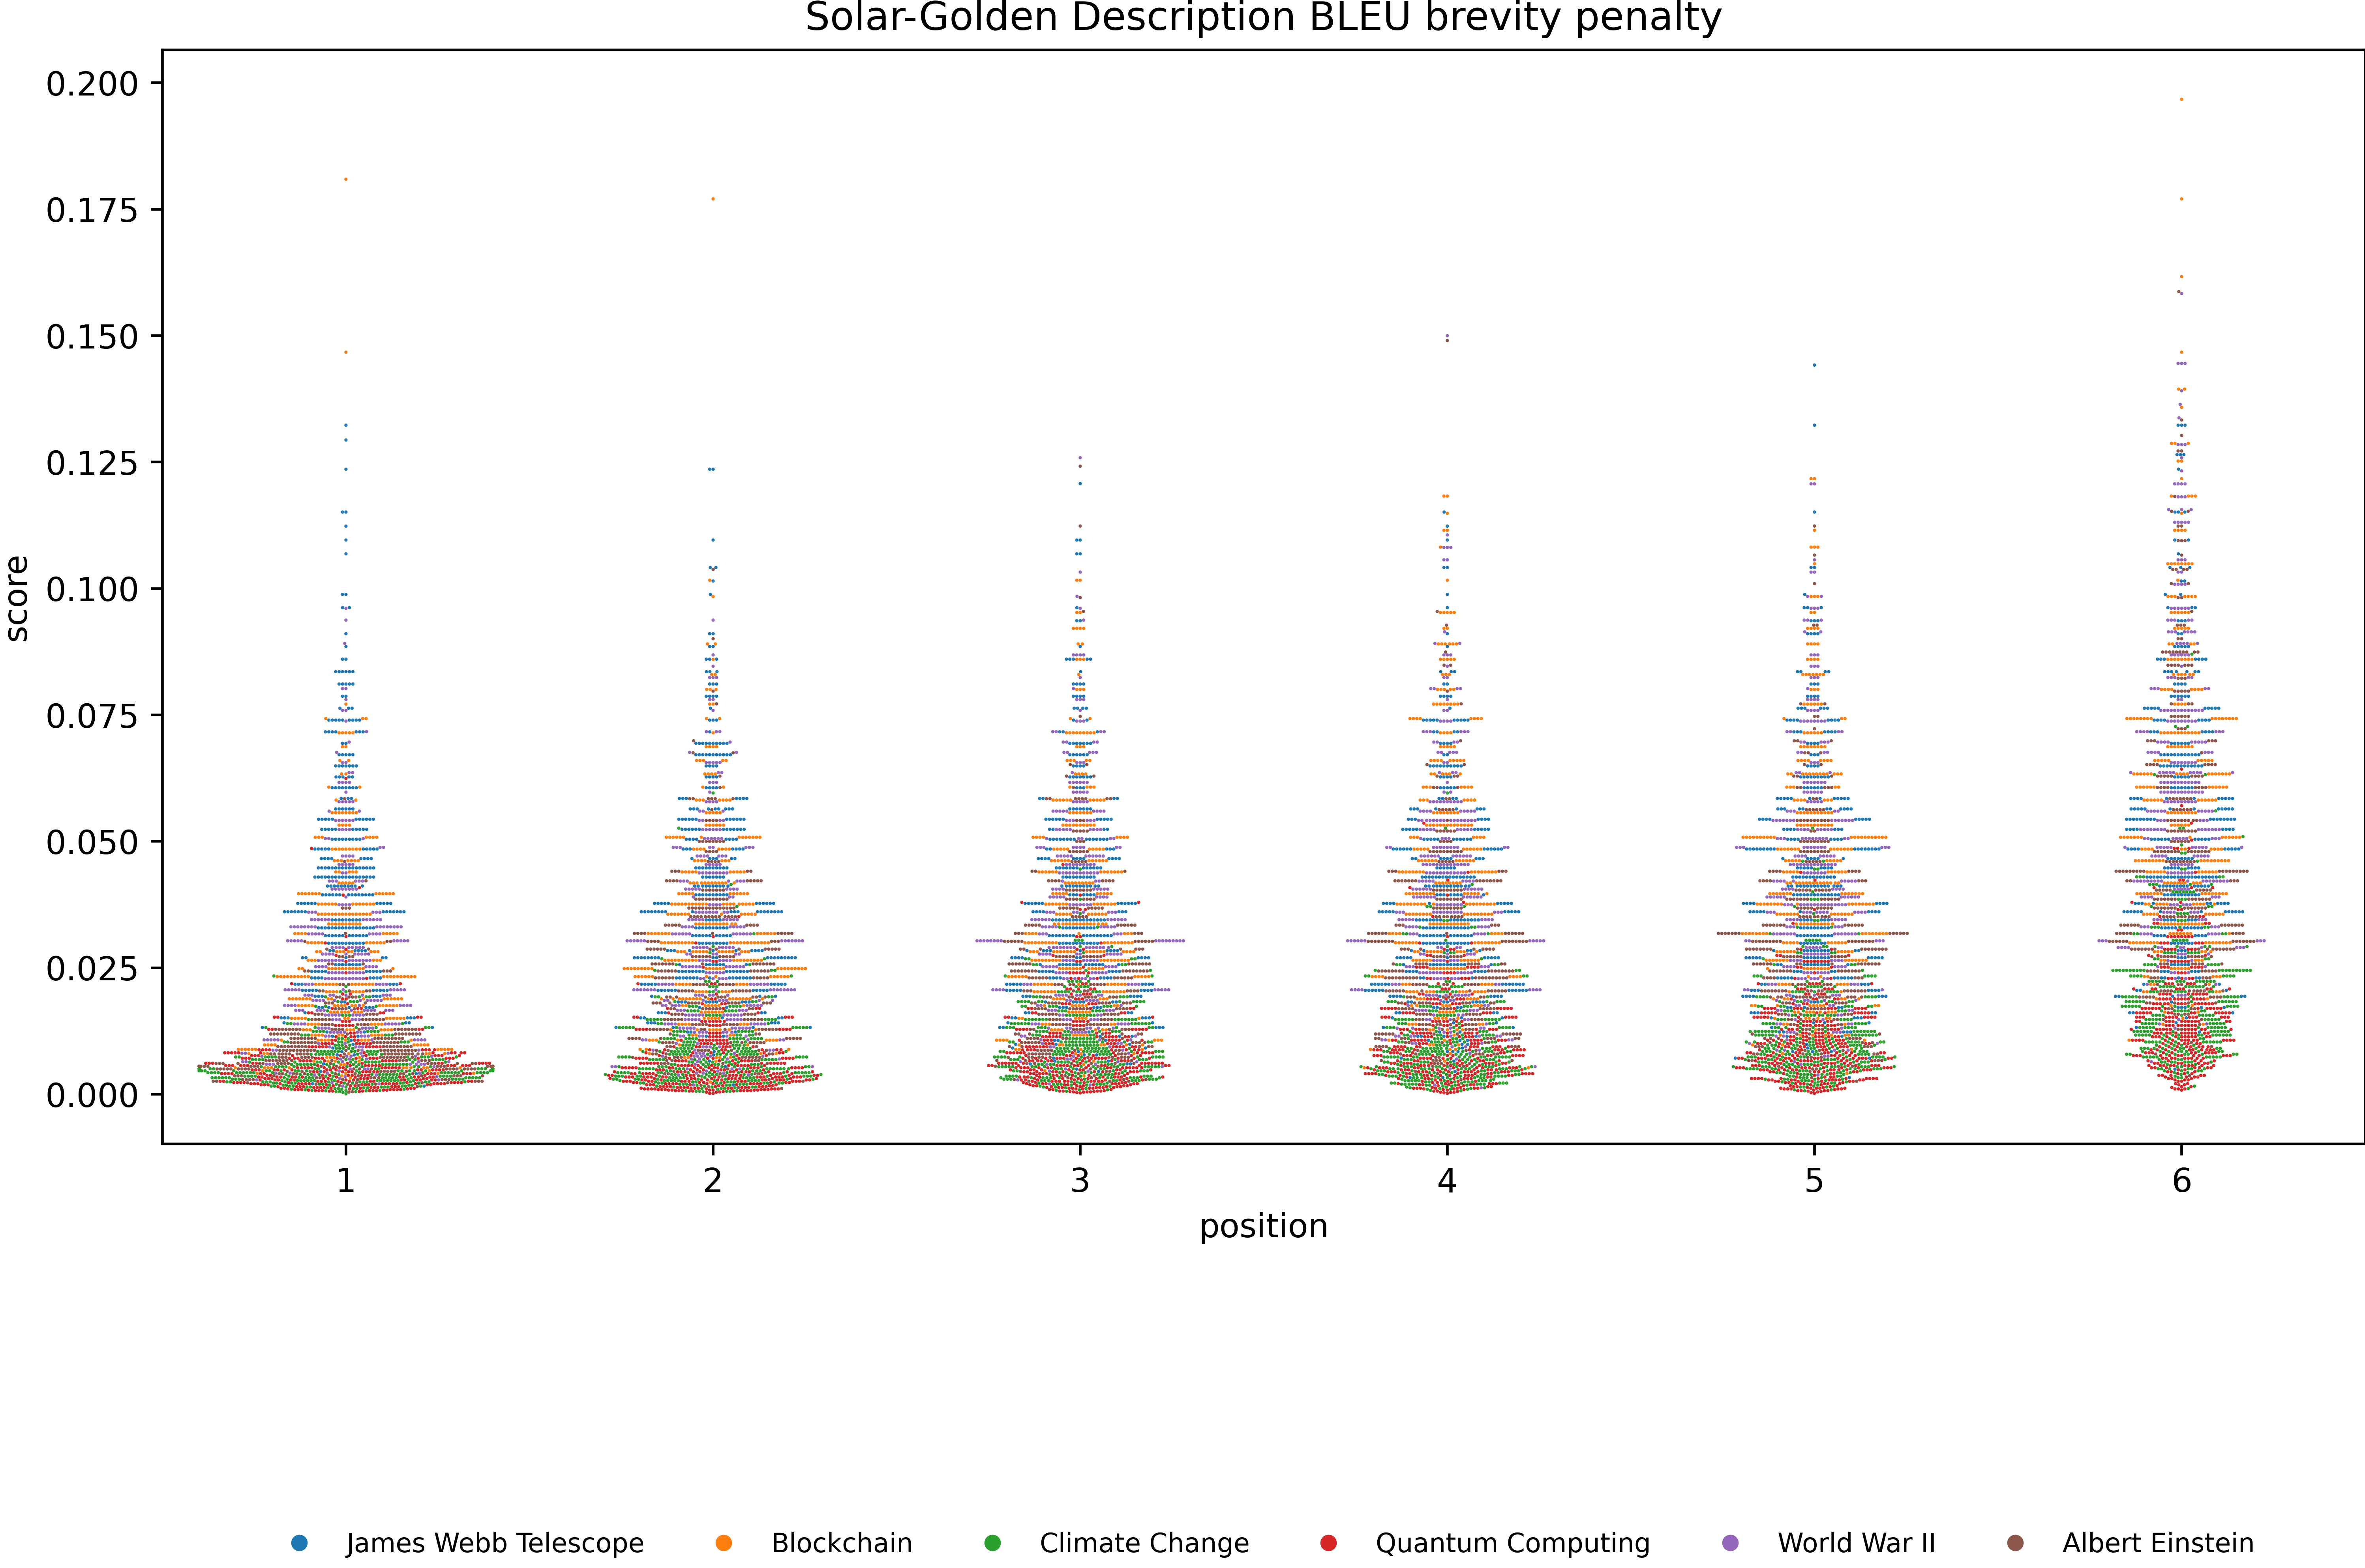 Solar-Golden Description BLEU brevity penalty
0.200
0.175
0.150
0.125
0.100
0.075
0.050
0.025
0.000
score
1 2 3 4 5 6
position
James Webb Telescope Blockchain Climate Change Quantum Computing World War II Albert Einstein